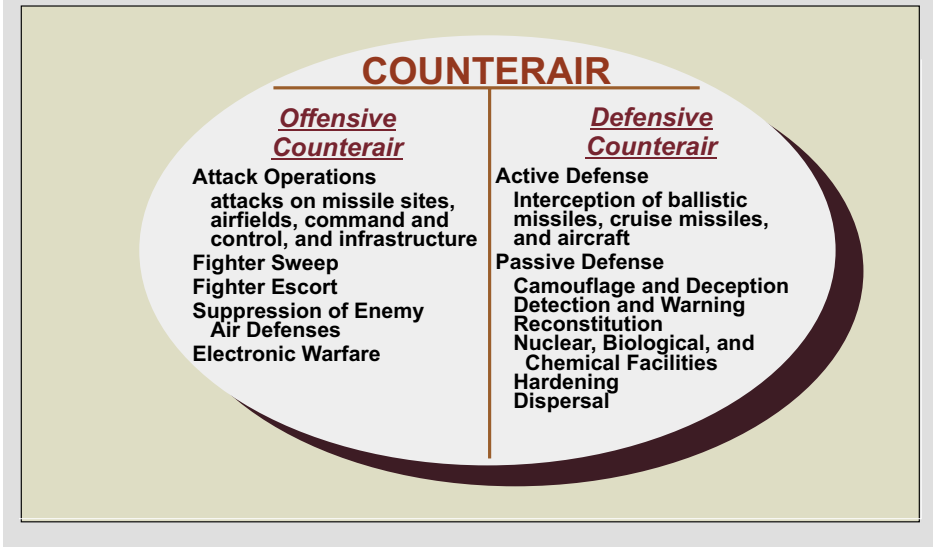 COUNTERAIR
Offensive
Counterair
Attack Operations
attacks on missile sites,
airfields, command and
control, and infrastructure
Fighter Sweep
Fighter Escort
Suppression of Enemy
Air Defenses
Electronic Warfare
Defensive
Counterair
Active Defense
Interception of ballistic
missiles, cruise missiles,
and aircraft
Passive Defense
Camouflage and Deception
Detection and Warning
Reconstitution
Nuclear, Biological, and
Chemical Facilities
Hardening
Dispersal